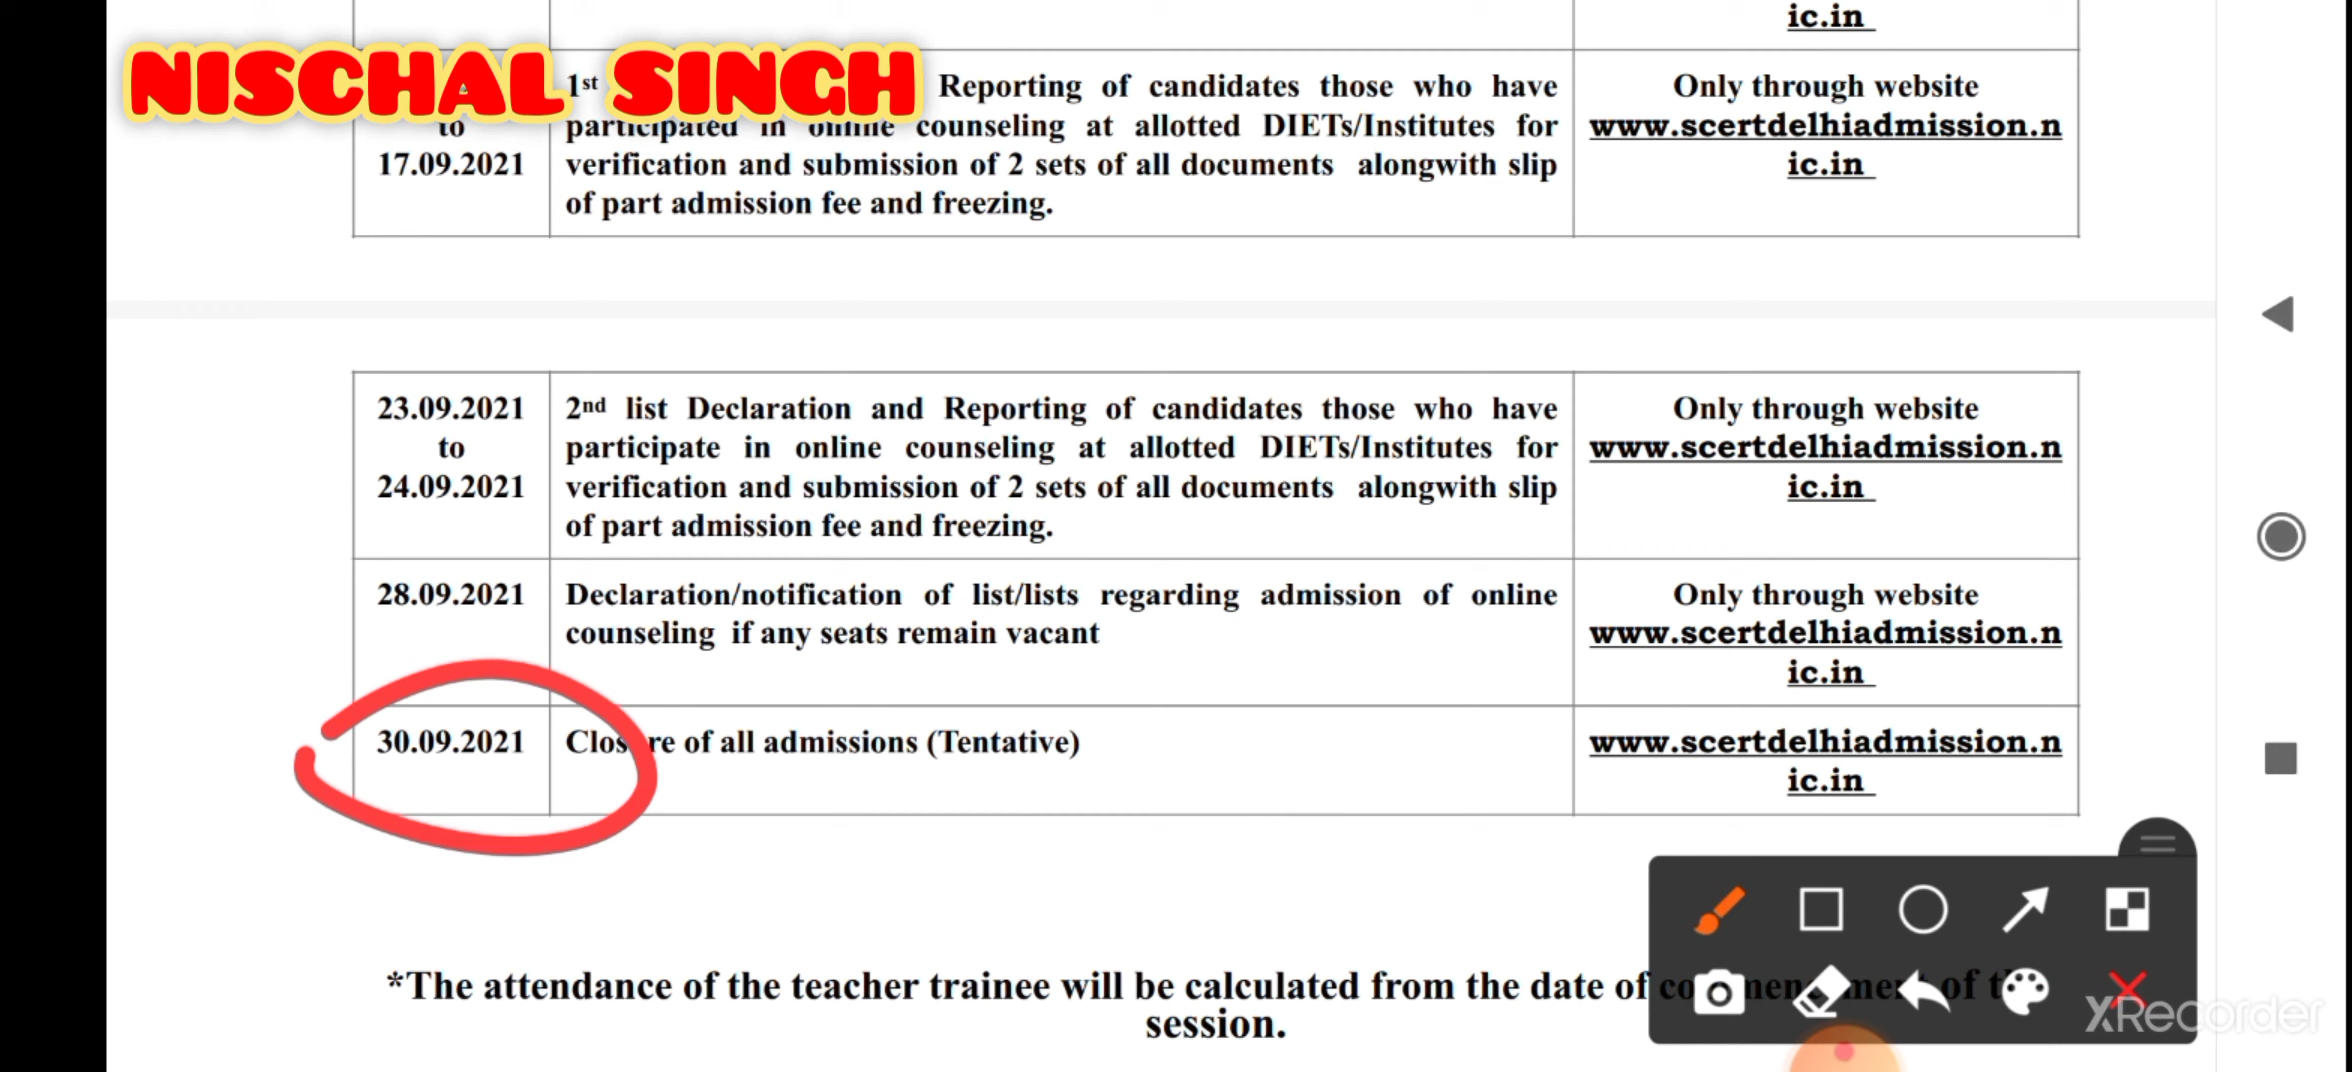 ic.in
NISCHAL SINGH
1st Reporting of candidates those who have
to participated in online counseling at allotted DIETs/Institutes for
17.09.2021 verification and submission of 2 sets of all documents alongwith slip
of part admission fee and freezing.
Only through website
www.scertdelhiadmission.n
ic.in
23.09.2021
to
24.09.2021
2nd list Declaration and Reporting of candidates those who have
participate in online counseling at allotted DIETs/Institutes for
verification and submission of 2 sets of all documents alongwith slip
of part admission fee and freezing.
Only through website
www.scertdelhiadmission.n
ic.in
28.09.2021
Declaration/notification of list/lists regarding admission of online
counseling if any seats remain vacant
Only through website
www.scertdelhiadmission.n
ic.in
30.09.2021
Closure of all admissions (Tentative)
www.scertdelhiadmission.n
ic.in
*The attendance of the teacher trainee will be calculated from the date of commencement of
session.
XRecorder